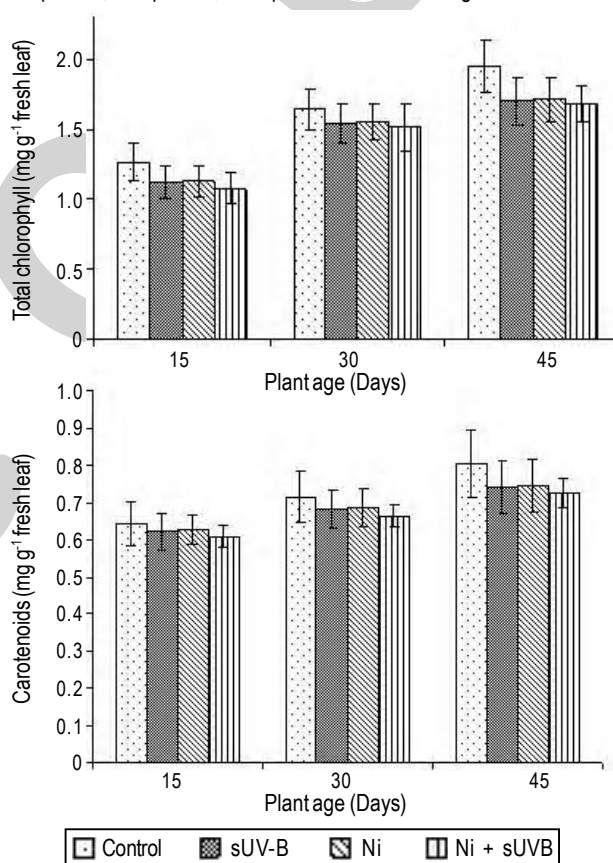 2.0
1.5
1.0
0.5
0
Total chlorophyll (mg g⁻¹ fresh leaf)
15 30 45
Plant age (Days)
1.0
0.9
0.8
0.7
0.6
0.5
0.4
0.3
0.2
0.1
0
Carotenoids (mg g⁻¹ fresh leaf)
15 30 45
Plant age (Days)
Control sUV-B Ni Ni + sUVB